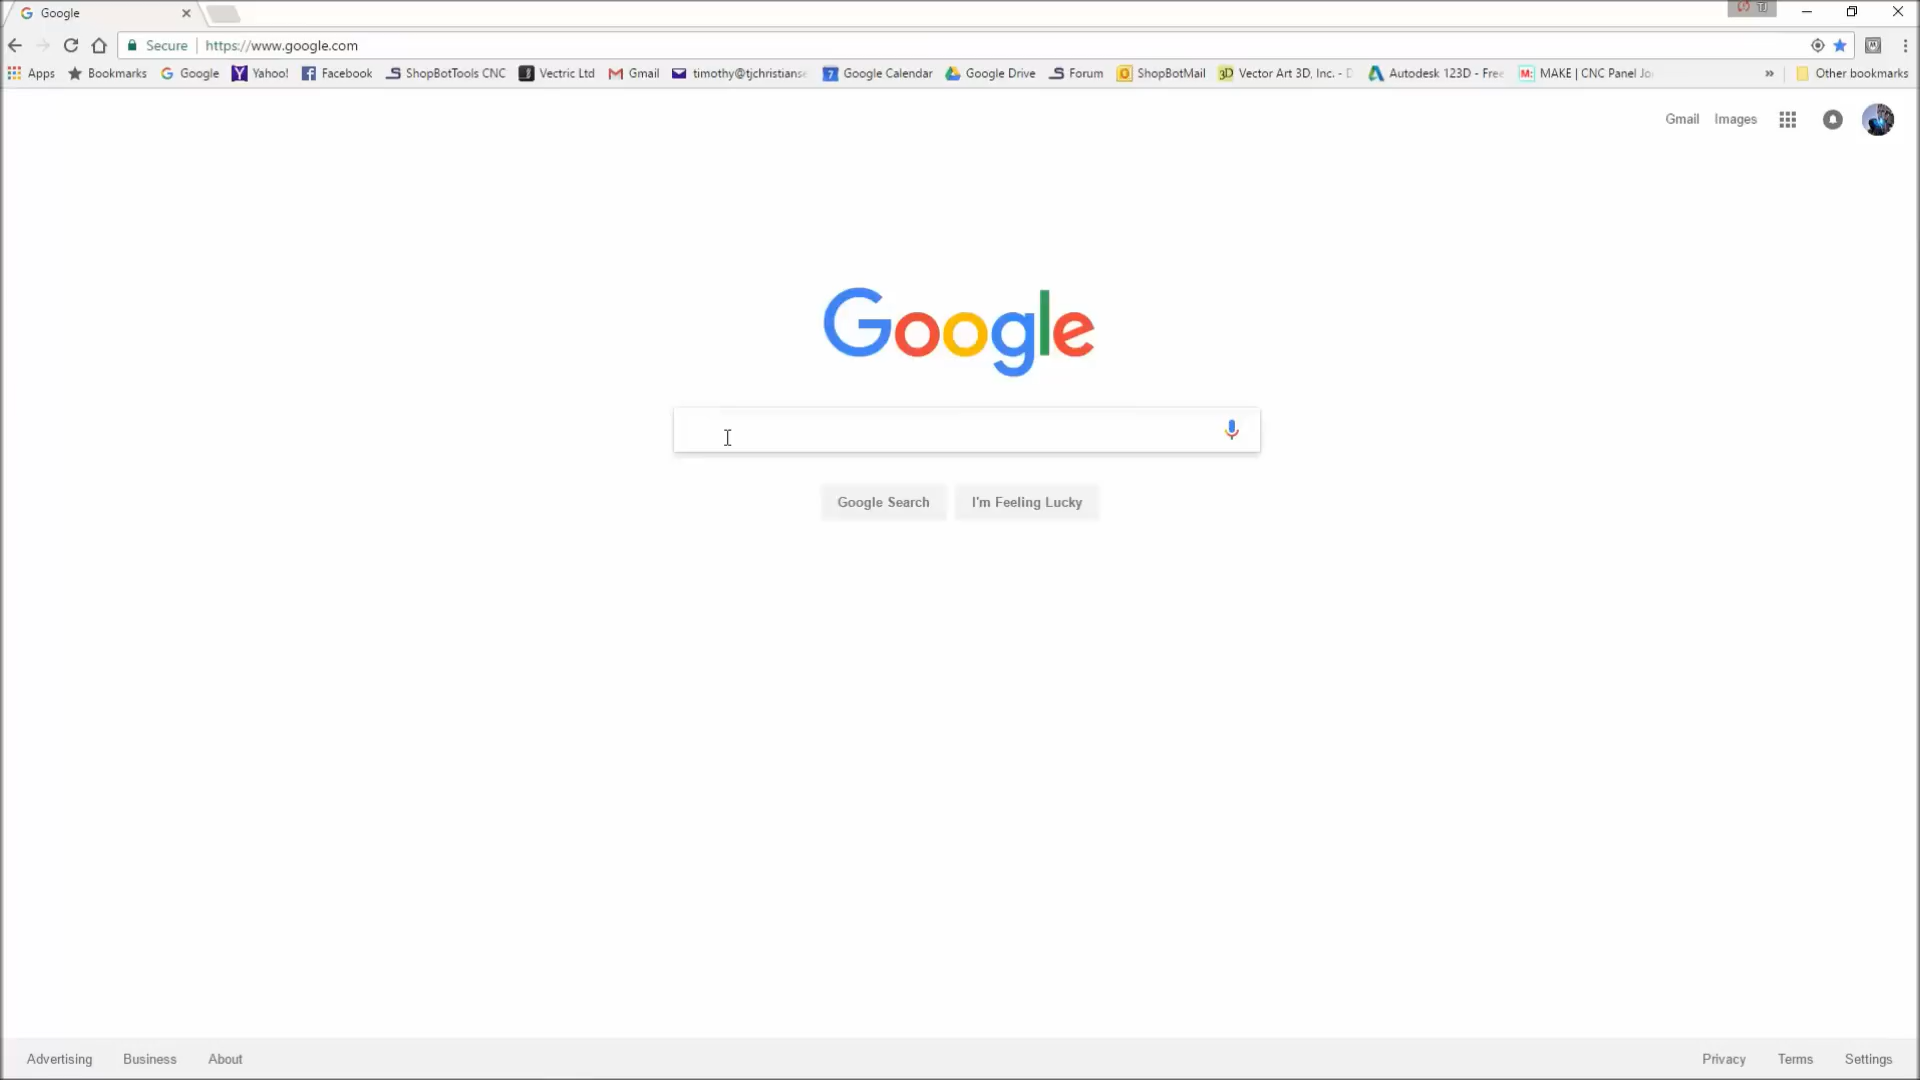 Google
TJ
Secure https://www.google.com
Apps Bookmarks Google Yahoo! Facebook ShopBotTools CNC Vectric Ltd Gmail timothy@tjchristians Google Calendar Google Drive Forum ShopBotMail Vector Art 3D, Inc. - D Autodesk 123D - Free MAKE | CNC Panel Jo » Other bookmarks
Gmail Images
Google
Google Search I'm Feeling Lucky
Advertising Business About Privacy Terms Settings